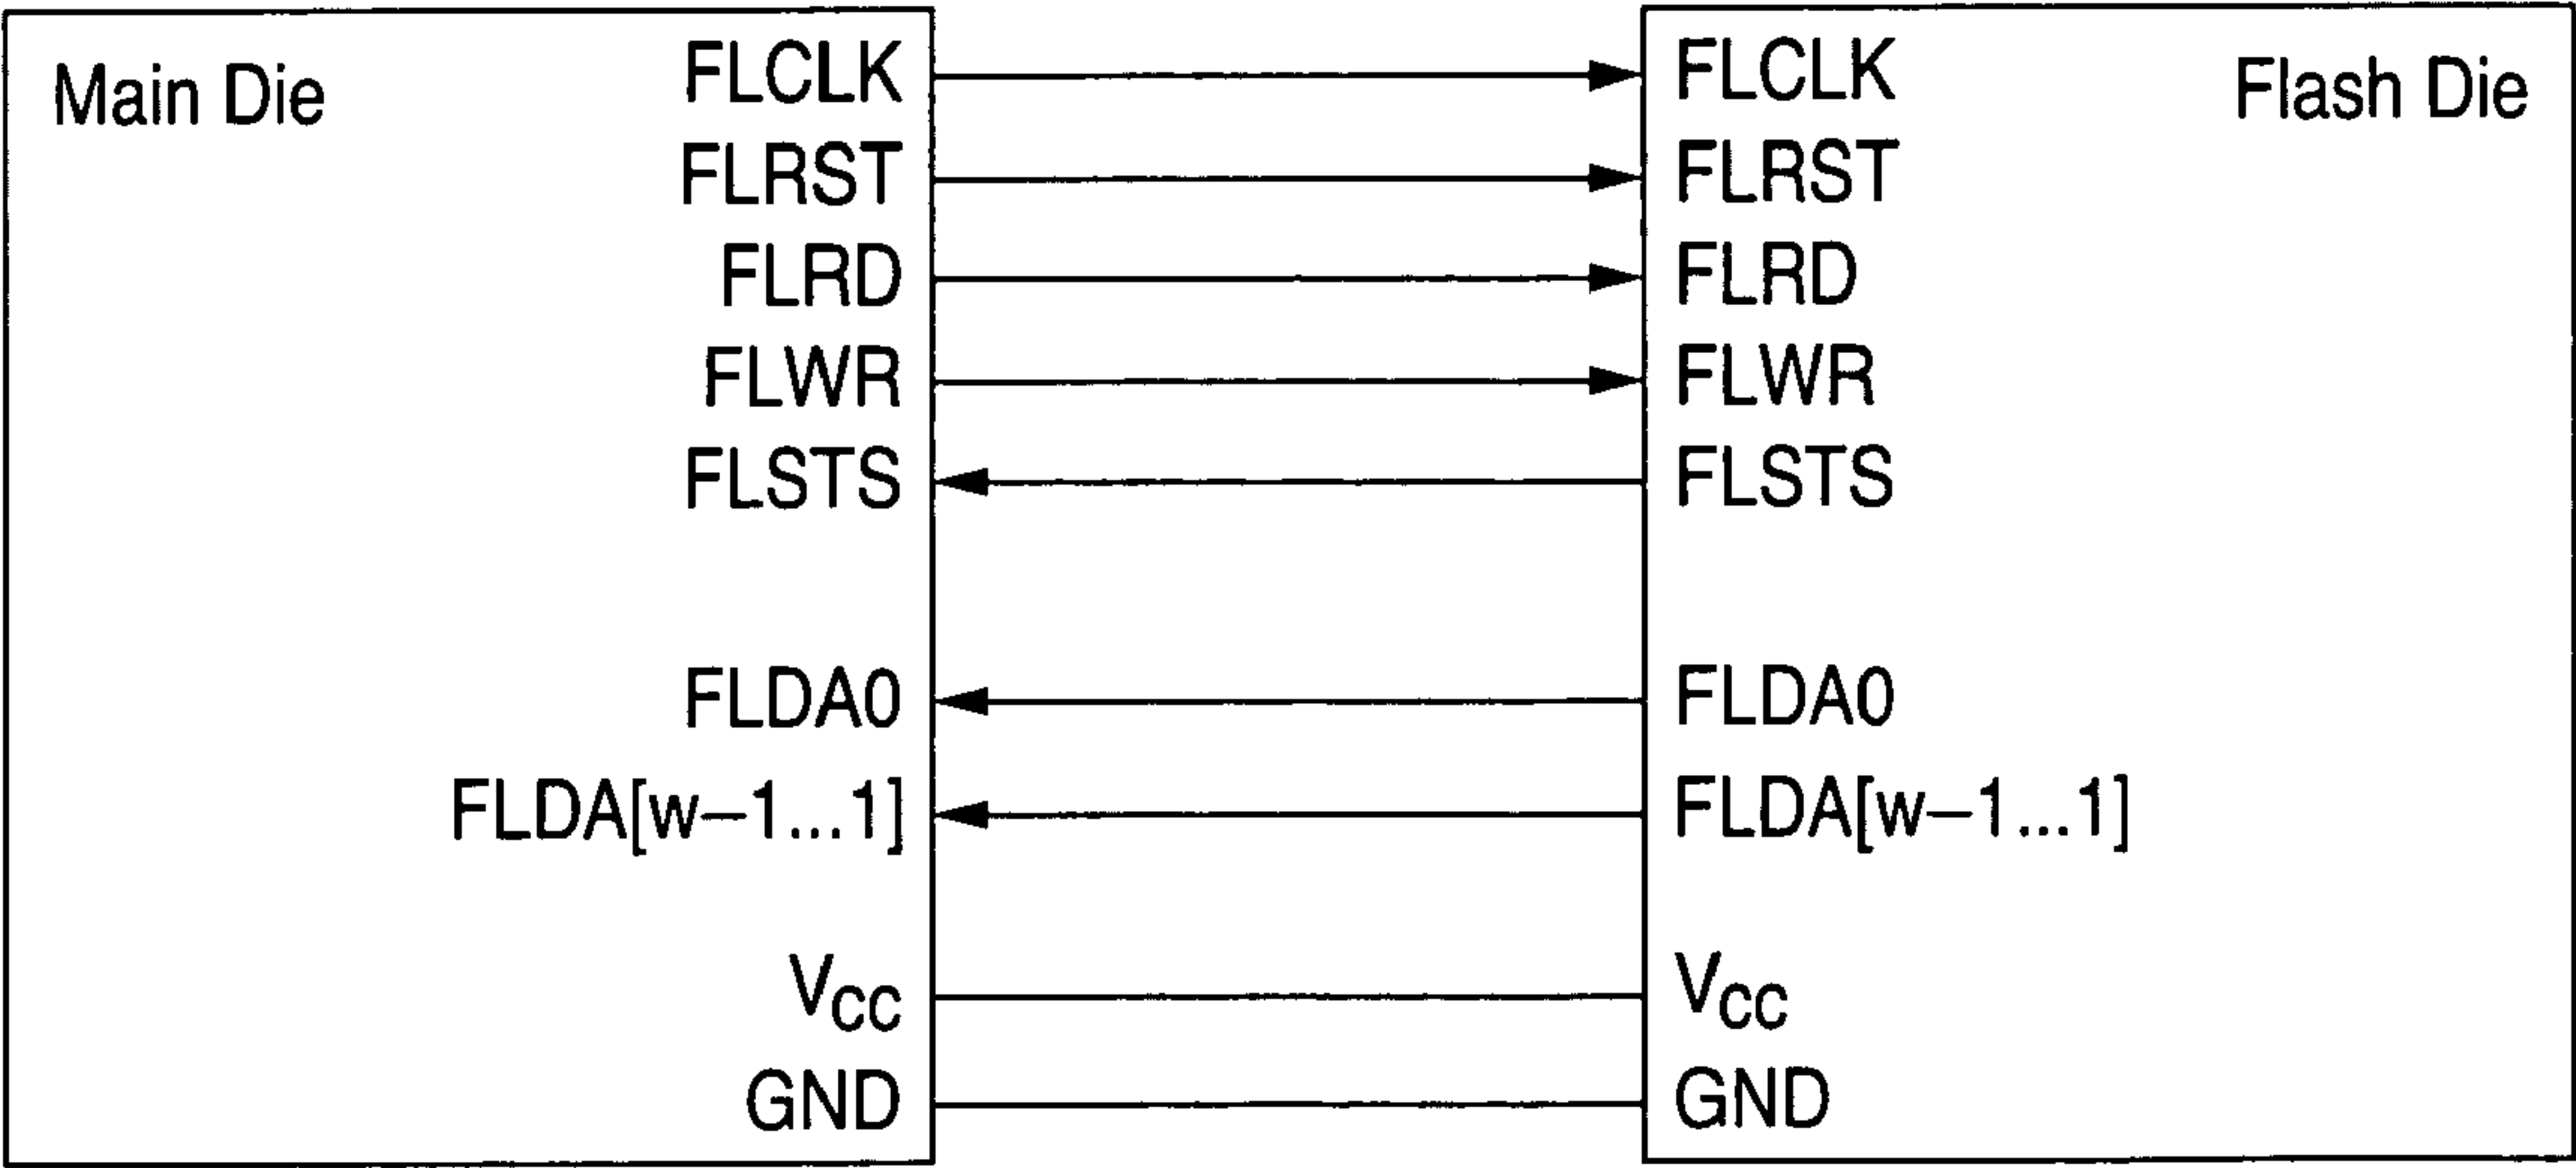 Main Die
FLCLK
FLRST
FLRD
FLWR
FLSTS
FLDA0
FLDA[w–1...1]
VCC
GND
Flash Die
FLCLK
FLRST
FLRD
FLWR
FLSTS
FLDA0
FLDA[w–1...1]
VCC
GND